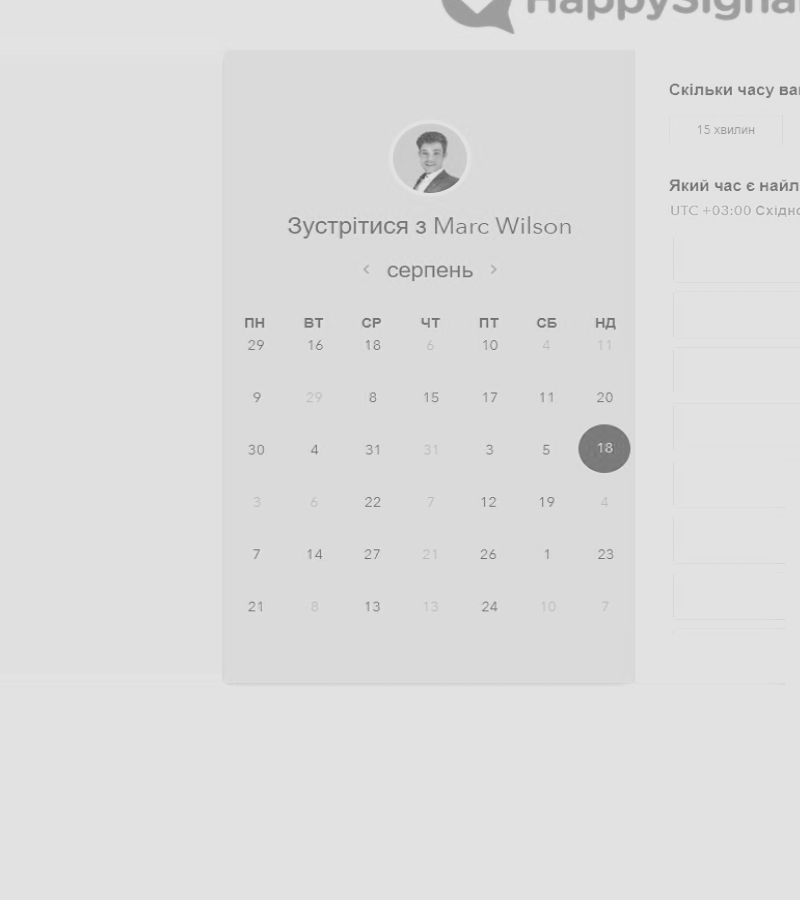 HappySigna
Скільки часу ва
15 хвилин
Який час є найл
UTC +03:00 Східно
Зустрітися з Marc Wilson
серпень
ПН ВТ СР ЧТ ПТ СБ НД
29 16 18 6 10 4 11
9 29 8 15 17 11 20
30 4 31 31 3 5 18
3 6 22 7 12 19 4
7 14 27 21 26 1 23
21 8 13 13 24 10 7